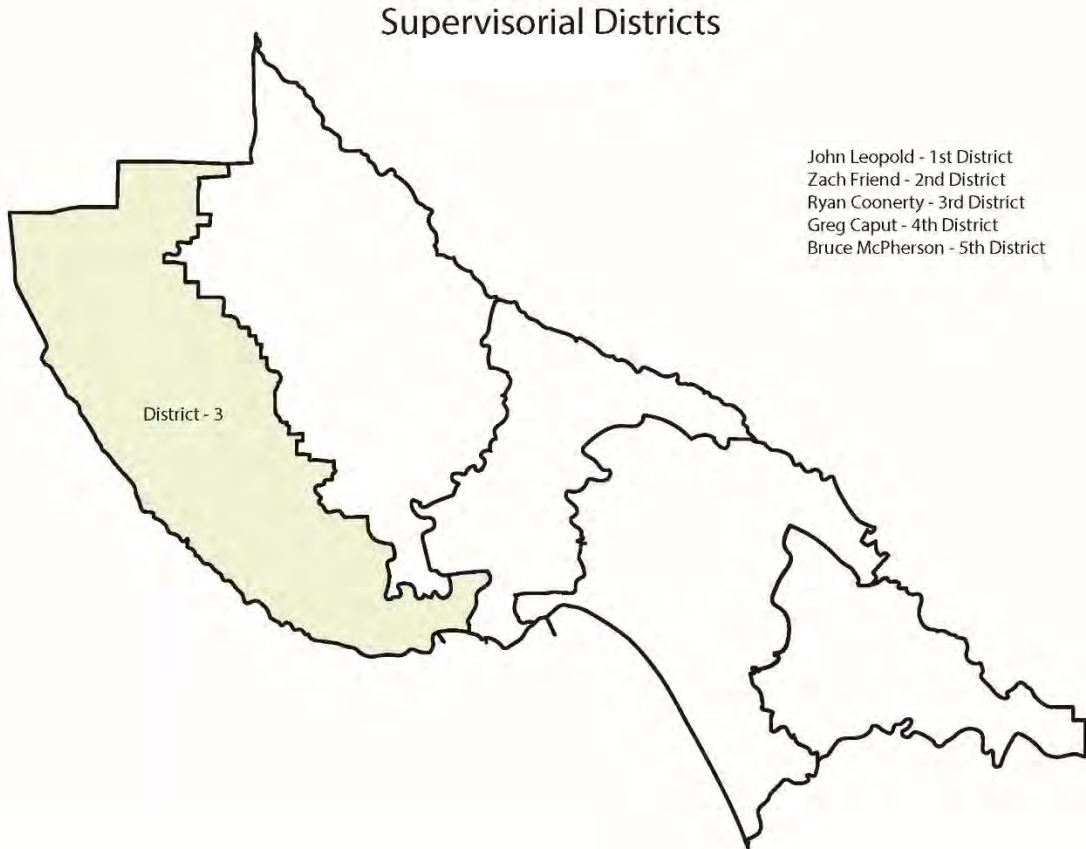 Supervisorial Districts
John Leopold - 1st District
Zach Friend - 2nd District
Ryan Coonerty - 3rd District
Greg Caput - 4th District
Bruce McPherson - 5th District
District - 3